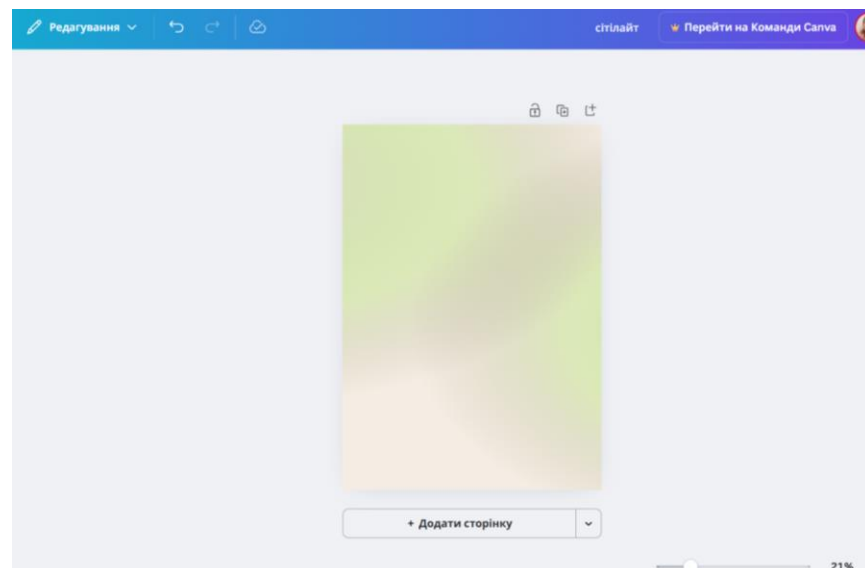 Редагування
сітілайт
Перейти на Команди Canva
+ Додати сторінку
21%